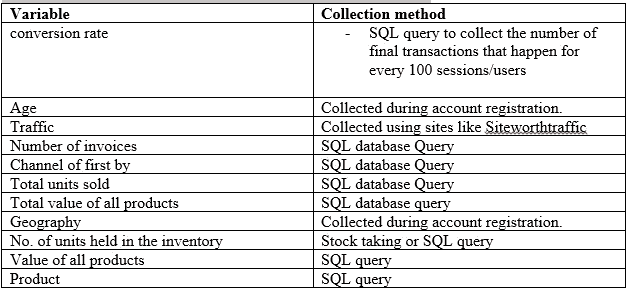 Variable Collection method
conversion rate - SQL query to collect the number of
final transactions that happen for
every 100 sessions/users
Age Collected during account registration.
Traffic Collected using sites like Siteworthtraffic
Number of invoices SQL database Query
Channel of first by SQL database Query
Total units sold SQL database Query
Total value of all products SQL database query
Geography Collected during account registration.
No. of units held in the inventory Stock taking or SQL query
Value of all products SQL query
Product SQL query